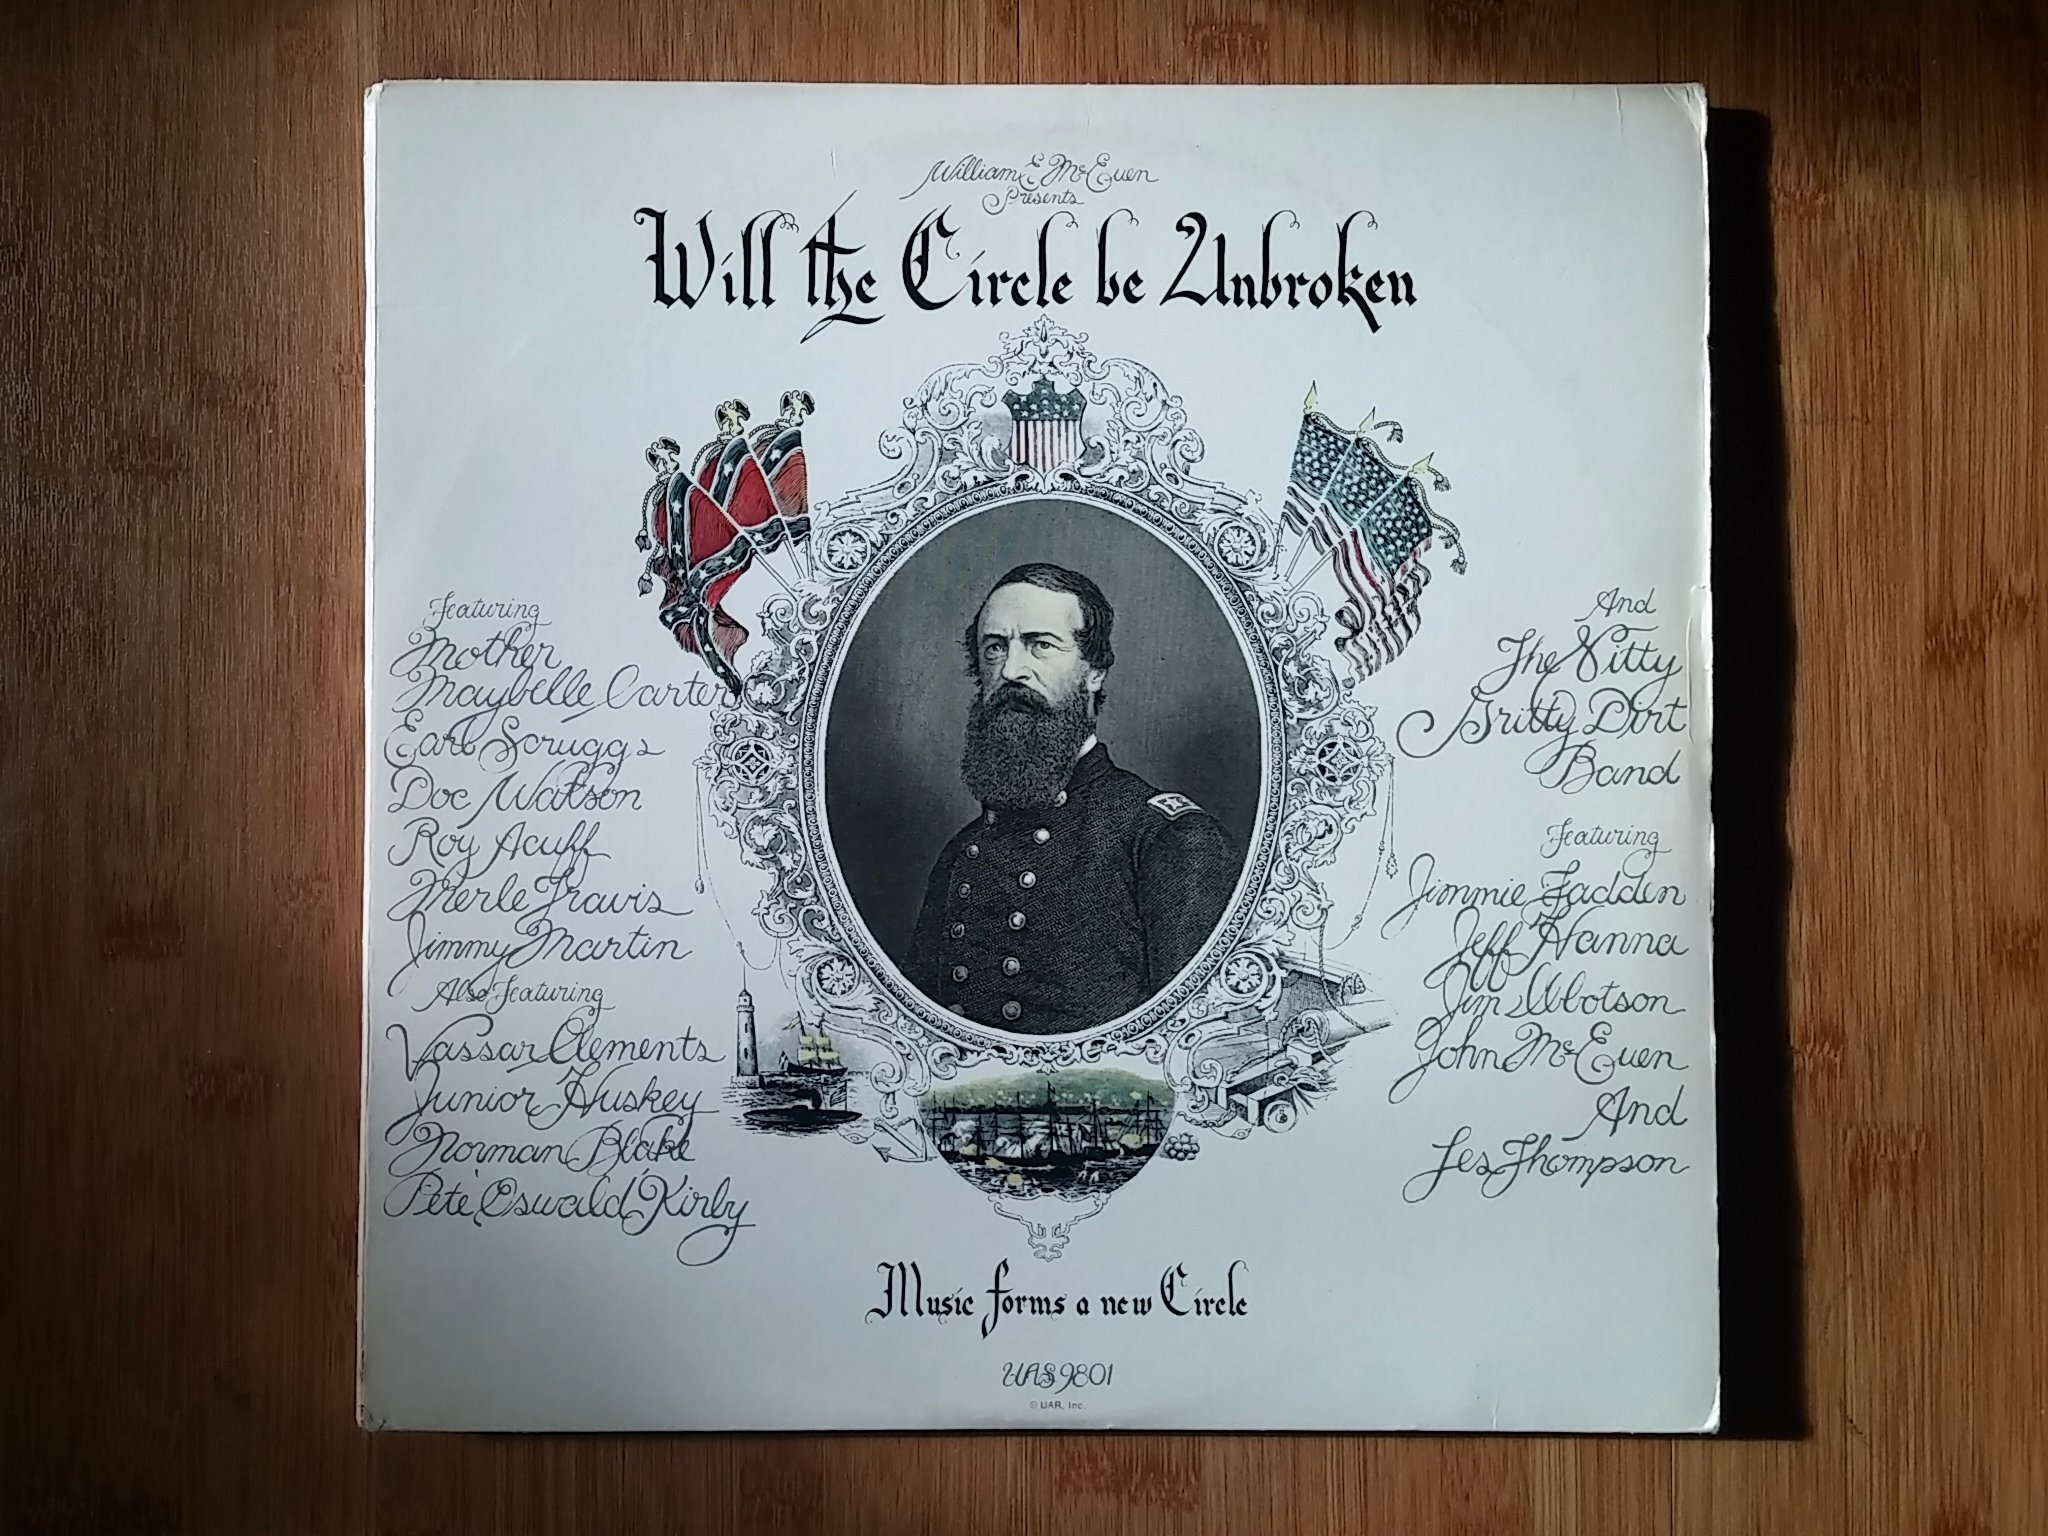 William E. McEuen
Presents
Will the Circle be Unbroken
Featuring
Mother
Maybelle Carter
Earl Scruggs
Doc Watson
Roy Acuff
Merle Travis
Jimmy Martin
Also Featuring
Vassar Clements
Junior Huskey
Norman Blake
Pete 'Oswald' Kirby
And
The Nitty
Gritty Dirt
Band
Featuring
Jimmie Fadden
Jeff Hanna
Jim Ibbotson
John McEuen
And
Les Thompson
Music forms a new Circle
UAS 9801
© UAR, Inc.